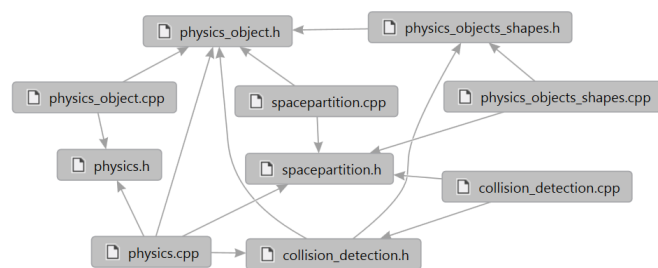 physics_object.h
physics_objects_shapes.h
physics_object.cpp
spacepartition.cpp
physics_objects_shapes.cpp
physics.h
spacepartition.h
collision_detection.cpp
physics.cpp
collision_detection.h